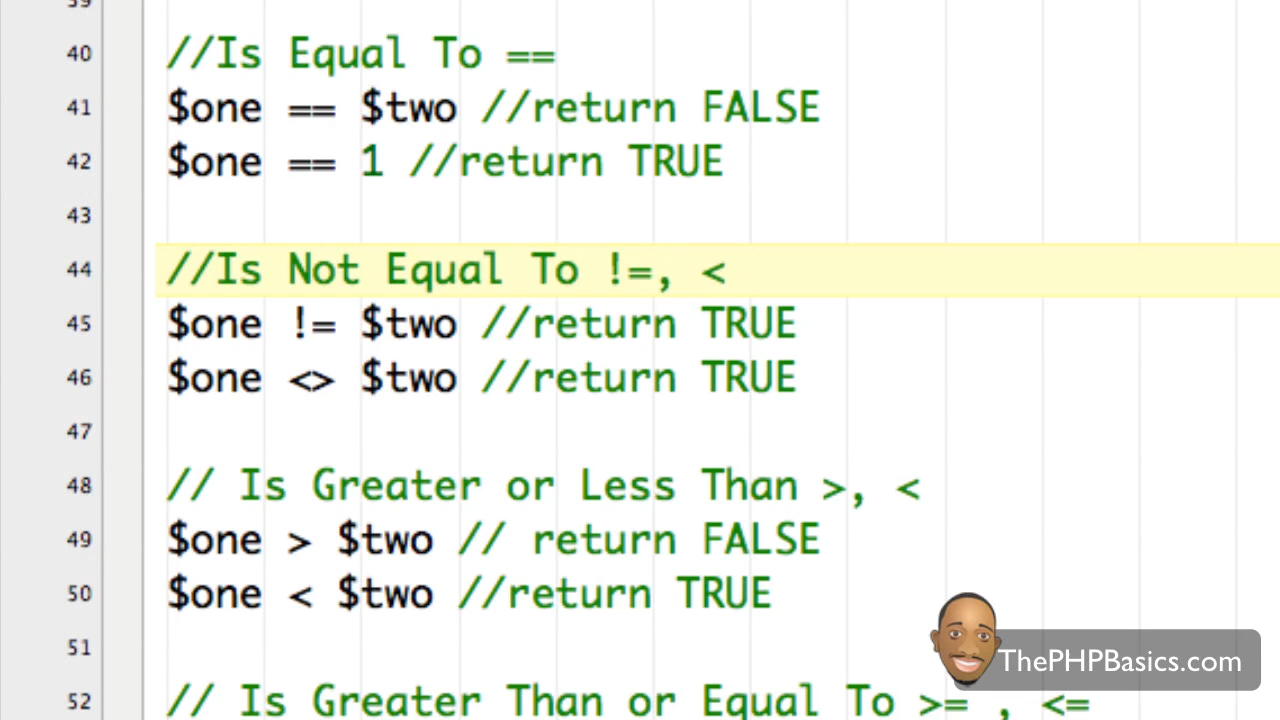 39
40 //Is Equal To ==
41 $one == $two //return FALSE
42 $one == 1 //return TRUE
43
44 //Is Not Equal To !=, <
45 $one != $two //return TRUE
46 $one <> $two //return TRUE
47
48 // Is Greater or Less Than >, <
49 $one > $two // return FALSE
50 $one < $two //return TRUE
51
52 // Is Greater Than or Equal To >= , <=
ThePHPBasics.com